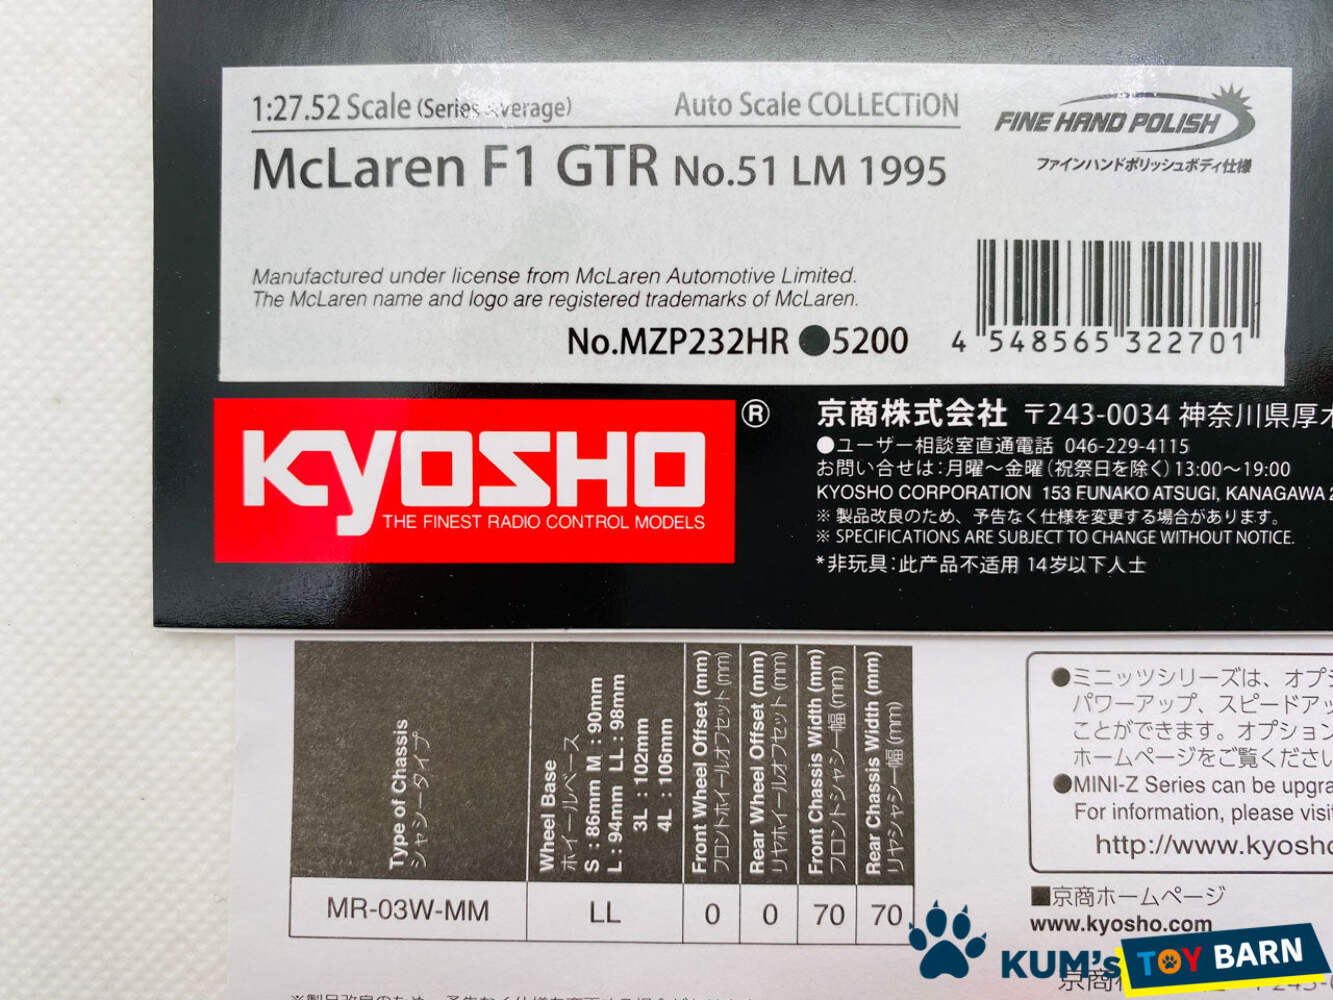 1:27.52 Scale (Series Average)
Auto Scale COLLECTiON
FINE HAND POLISH
ファインハンドポリッシュボディ仕様
McLaren F1 GTR No.51 LM 1995
Manufactured under license from McLaren Automotive Limited.
The McLaren name and logo are registered trademarks of McLaren.
No.MZP232HR ●5200
4 548565 322701
KYOSHO ®
THE FINEST RADIO CONTROL MODELS
京商株式会社 〒243-0034 神奈川県厚木
●ユーザー相談室直通電話 046-229-4115
お問い合せは:月曜~金曜(祝祭日を除く)13:00~19:00
KYOSHO CORPORATION 153 FUNAKO ATSUGI, KANAGAWA 2
※ 製品改良のため、予告なく仕様を変更する場合があります。
※ SPECIFICATIONS ARE SUBJECT TO CHANGE WITHOUT NOTICE.
*非玩具:此产品不适用 14岁以下人士
Type of Chassis
シャシータイプ
Wheel Base
ホイールベース
S : 86mm M : 90mm
L : 94mm LL : 98mm
3L : 102mm
4L : 106mm
Front Wheel Offset (mm)
フロントホイールオフセット(mm)
Rear Wheel Offset (mm)
リヤホイールオフセット(mm)
Front Chassis Width (mm)
フロントシャシー幅(mm)
Rear Chassis Width (mm)
リヤシャシー幅(mm)
MR-03W-MM LL 0 0 70 70
●ミニッツシリーズは、オプシ
パワーアップ、スピードアッ
ことができます。オプション
ホームページをご覧ください
●MINI-Z Series can be upgra
For information, please visi
http://www.kyosho
■京商ホームページ
www.kyosho.com
KUM's TOY BARN